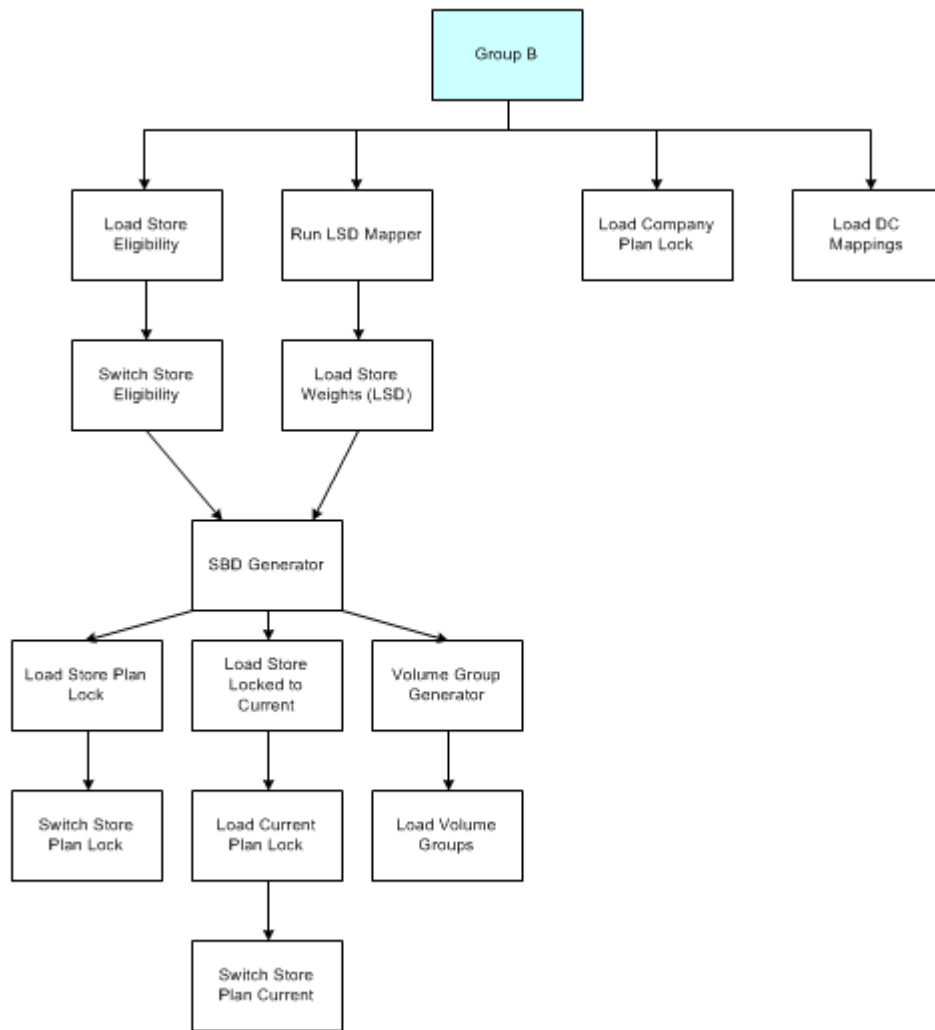 Group B
Load Store
Eligibility
Run LSD Mapper
Load Company
Plan Lock
Load DC
Mappings
Switch Store
Eligibility
Load Store
Weights (LSD)
SBD Generator
Load Store Plan
Lock
Load Store
Locked to
Current
Volume Group
Generator
Switch Store
Plan Lock
Load Current
Plan Lock
Load Volume
Groups
Switch Store
Plan Current